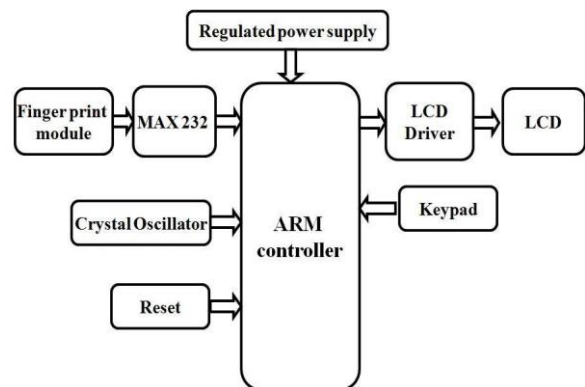 Regulated power supply
Finger print
module
MAX 232
LCD
Driver
LCD
Crystal Oscillator
ARM
controller
Keypad
Reset